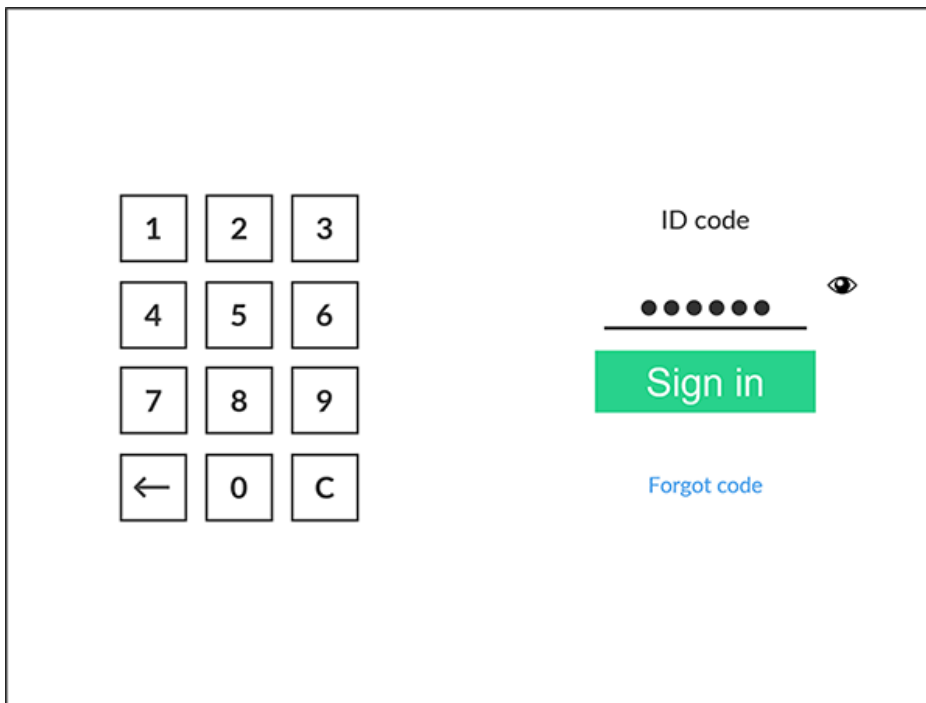 1 2 3
4 5 6
7 8 9
← 0 C
ID code
●●●●●●
Sign in
Forgot code